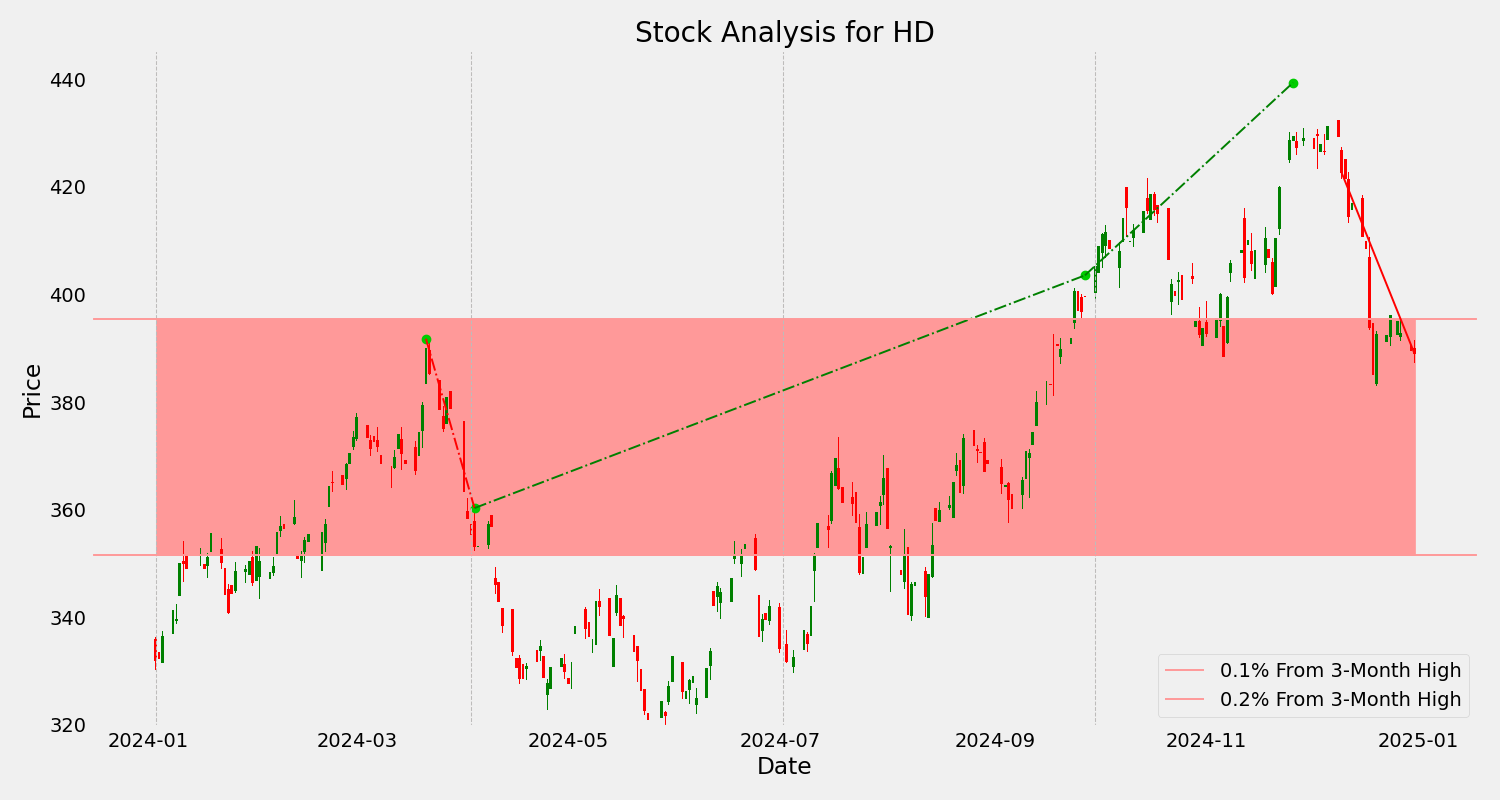 Stock Analysis for HD
440
420
400
380
360
340
320
Price
2024-01
2024-03
2024-05
2024-07
2024-09
2024-11
2025-01
Date
0.1% From 3-Month High
0.2% From 3-Month High